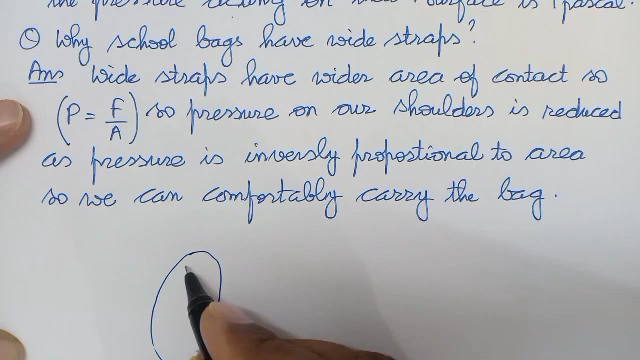 the pressure acting on that surface is 1 pascal.
Q Why school bags have wide straps?
Ans Wide straps have wider area of contact so
(P = F/A) so pressure on our shoulders is reduced
as pressure is inversly propostional to area
so we can comfortably carry the bag.